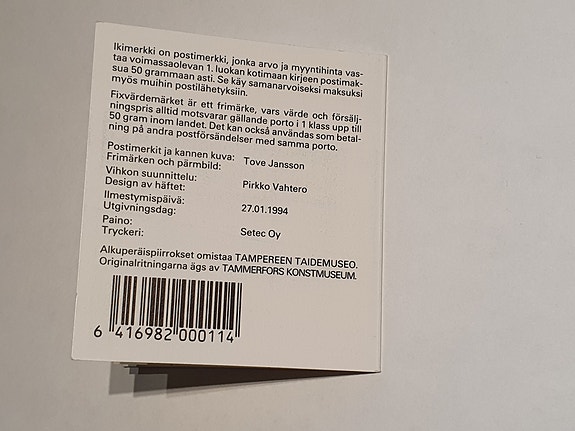 Ikimerkki on postimerkki, jonka arvo ja myyntihinta vas-
taa voimassaolevan 1. luokan kotimaan kirjeen postimak-
sua 50 grammaan asti. Se käy samanarvoiseksi maksuksi
myös muihin postilähetyksiin.
Fixvärdemärket är ett frimärke, vars värde och försälj-
ningspris alltid motsvarar gällande porto i 1 klass upp till
50 gram inom landet. Det kan också användas som betal-
ning på andra postförsändelser med samma porto.
Postimerkit ja kannen kuva: Tove Jansson
Frimärken och pärmbild:
Vihkon suunnittelu: Pirkko Vahtero
Design av häftet:
Ilmestymispäivä: 27.01.1994
Utgivningsdag:
Paino: Setec Oy
Tryckeri:
Alkuperäispiirrokset omistaa TAMPEREEN TAIDEMUSEO.
Originalritningarna ägs av TAMMERFORS KONSTMUSEUM.
6 416982 000114